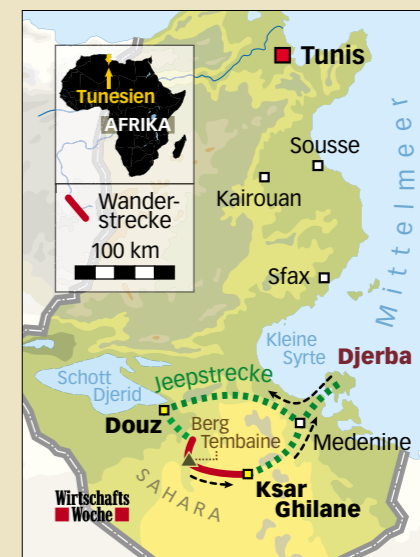 Tunis
Tunesien
AFRIKA
Sousse
Kairouan
Wander-
strecke
100 km
Mittelmeer
Sfax
Kleine
Syrte
Djerba
Schott
Djerid
Jeepstrecke
Douz
Berg
Tembaine
Medenine
SAHARA
Ksar
Ghilane
Wirtschafts
Woche